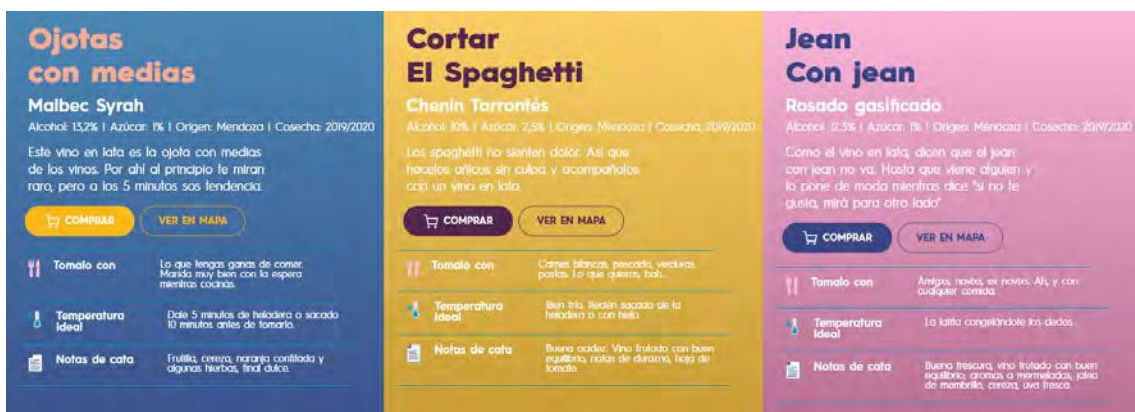 Ojotas
con medias
Malbec Syrah
Alcohol: 13,2% | Azúcar: 1% | Origen: Mendoza | Cosecha: 2019/2020
Este vino en lata es la ojota con medias
de los vinos. Por ahí al principio te miran
raro, pero a los 5 minutos sos tendencia.
COMPRAR
VER EN MAPA
Tomalo con
Lo que tengas ganas de comer.
Marida muy bien con la espera
mientras cocinás.
Temperatura
Ideal
Dale 5 minutos de heladera o sacado
10 minutos antes de tomarlo.
Notas de cata
Frutilla, cereza, naranja confitada y
algunas hierbas, final dulce.
Cortar
El Spaghetti
Chenin Torrontés
Alcohol: 10% | Azúcar: 7,5% | Origen: Mendoza | Cosecha: 2019/2020
Los spaghetti no sienten dolor. Así que
hacelos añicos sin culpa y acompañalos
con un vino en lata.
COMPRAR
VER EN MAPA
Tomalo con
Carnes blancas, pescado, verduras,
pastas. Lo que quieras, bah.
Temperatura
Ideal
Bien frío. Recién sacado de la
heladera o con hielo.
Notas de cata
Buena acidez. Vino frutado con buen
equilibrio, notas de durazno, hoja de
tomate.
Jean
Con jean
Rosado gasificado
Alcohol: 12,5% | Azúcar: 1% | Origen: Mendoza | Cosecha: 2019/2020
Como el vino en lata, dicen que el jean
con jean no va. Hasta que viene alguien y
lo pone de moda mientras dice "si no te
gusta, mirá para otro lado"
COMPRAR
VER EN MAPA
Tomalo con
Amigxs, novixs, ex novixs. Ah, y con
cualquier comida.
Temperatura
Ideal
La latita congelándote los dedos.
Notas de cata
Buena frescura, vino frutado con buen
equilibrio, aromas a mermeladas, jalea
de membrillo, cereza, uva fresca.